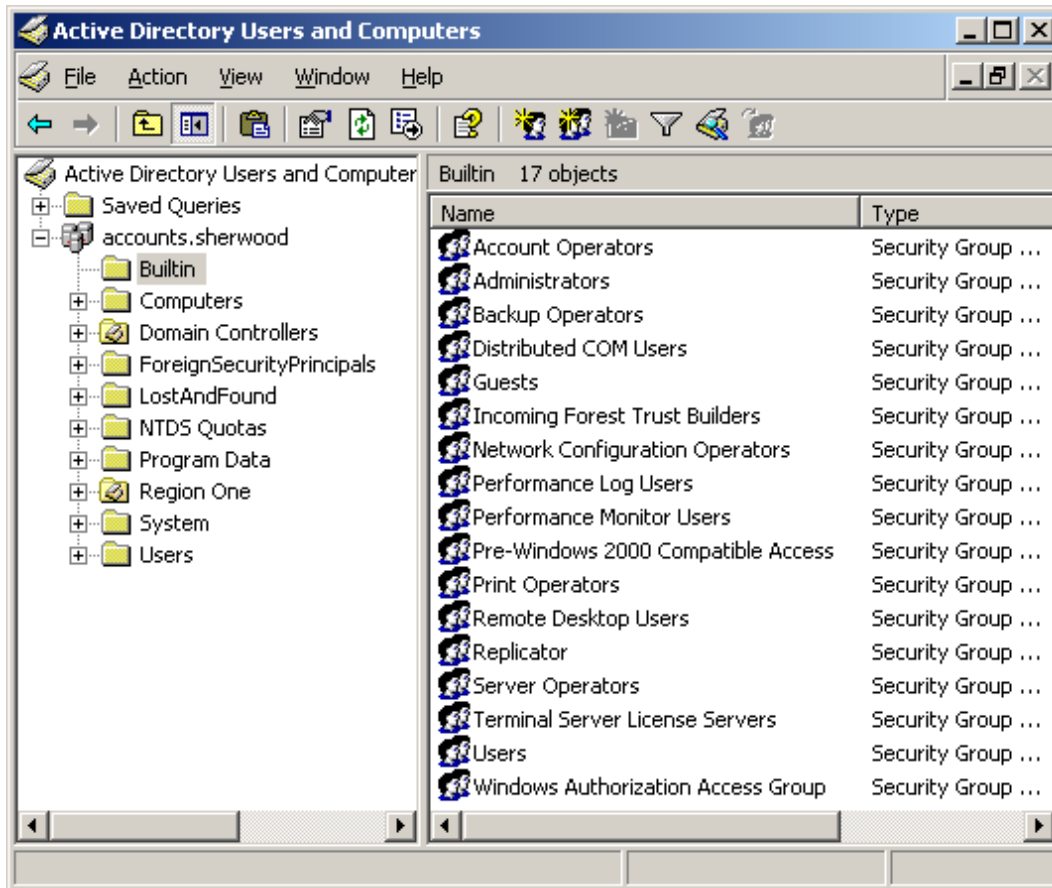 Active Directory Users and Computers
File Action View Window Help
Active Directory Users and Computer
Saved Queries
accounts.sherwood
Builtin
Computers
Domain Controllers
ForeignSecurityPrincipals
LostAndFound
NTDS Quotas
Program Data
Region One
System
Users
Builtin 17 objects
Name Type
Account Operators Security Group ...
Administrators Security Group ...
Backup Operators Security Group ...
Distributed COM Users Security Group ...
Guests Security Group ...
Incoming Forest Trust Builders Security Group ...
Network Configuration Operators Security Group ...
Performance Log Users Security Group ...
Performance Monitor Users Security Group ...
Pre-Windows 2000 Compatible Access Security Group ...
Print Operators Security Group ...
Remote Desktop Users Security Group ...
Replicator Security Group ...
Server Operators Security Group ...
Terminal Server License Servers Security Group ...
Users Security Group ...
Windows Authorization Access Group Security Group ...